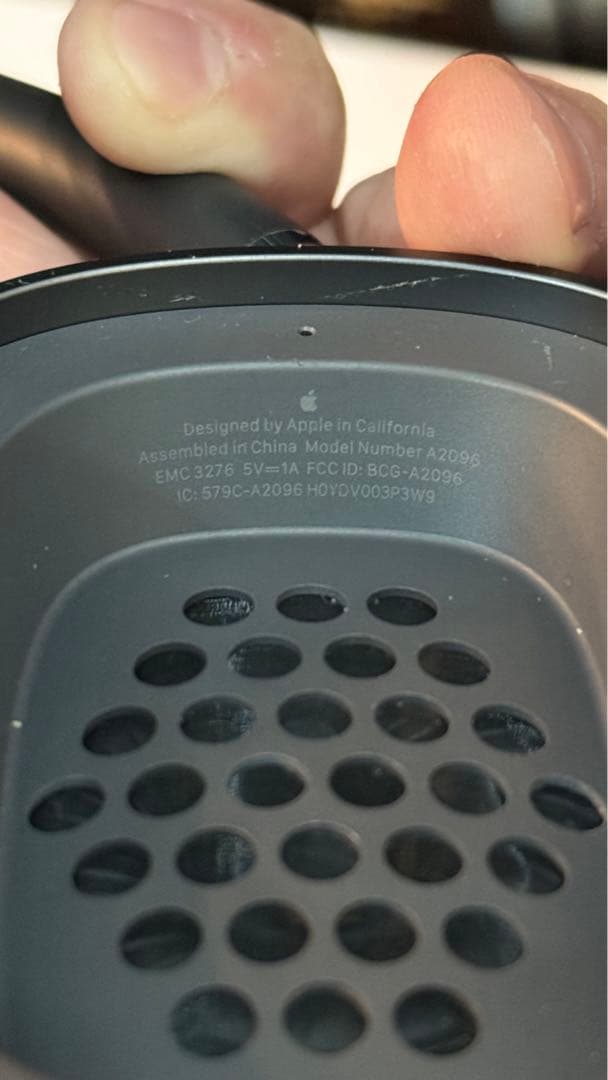 Designed by Apple in California
Assembled in China Model Number A2096
EMC 3276 5V⎓1A FCC ID: BCG-A2096
IC: 579C-A2096 H0YDV003P3W9